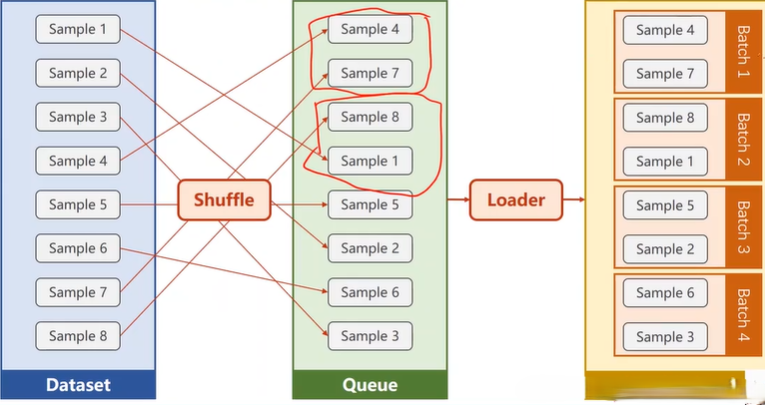 Sample 1
Sample 2
Sample 3
Sample 4
Sample 5
Sample 6
Sample 7
Sample 8
Dataset
Shuffle
Sample 4
Sample 7
Sample 8
Sample 1
Sample 5
Sample 2
Sample 6
Sample 3
Queue
Loader
Sample 4
Sample 7
Batch 1
Sample 8
Sample 1
Batch 2
Sample 5
Sample 2
Batch 3
Sample 6
Sample 3
Batch 4